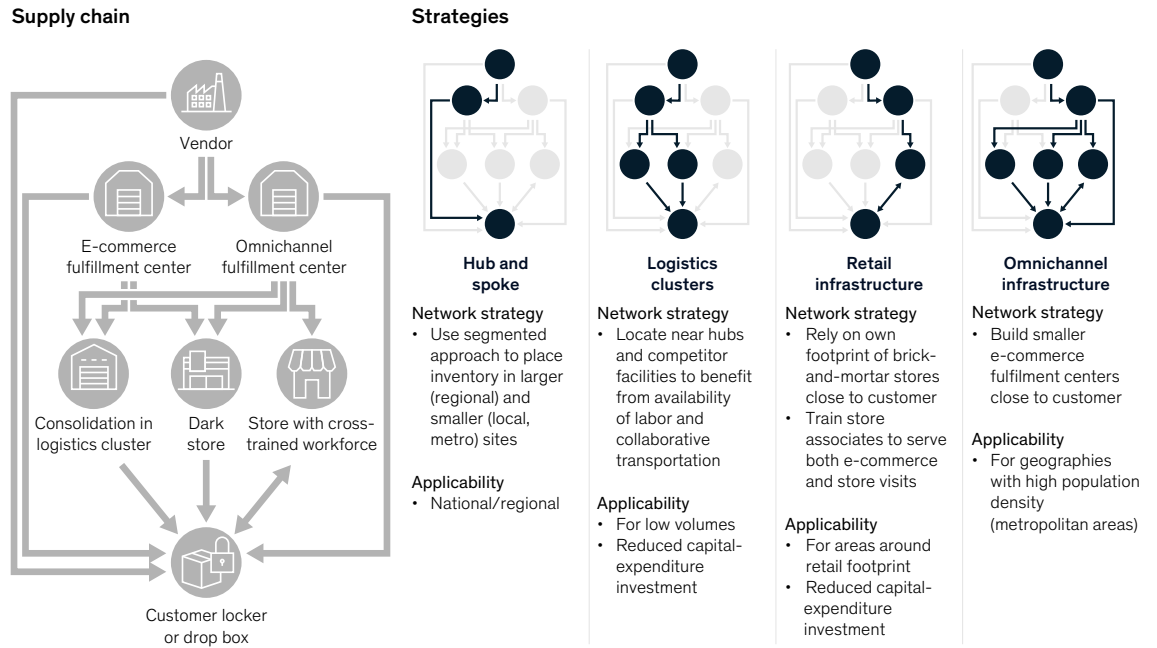 Supply chain
Vendor
E-commerce
fulfillment center
Omnichannel
fulfillment center
Consolidation in
logistics cluster
Dark
store
Store with cross-
trained workforce
Customer locker
or drop box
Strategies
Hub and
spoke
Network strategy
• Use segmented
approach to place
inventory in larger
(regional) and
smaller (local,
metro) sites
Applicability
• National/regional
Logistics
clusters
Network strategy
• Locate near hubs
and competitor
facilities to benefit
from availability
of labor and
collaborative
transportation
Applicability
• For low volumes
• Reduced capital-
expenditure
investment
Retail
infrastructure
Network strategy
• Rely on own
footprint of brick-
and-mortar stores
close to customer
• Train store
associates to serve
both e-commerce
and store visits
Applicability
• For areas around
retail footprint
• Reduced capital-
expenditure
investment
Omnichannel
infrastructure
Network strategy
• Build smaller
e-commerce
fulfilment centers
close to customer
Applicability
• For geographies
with high population
density
(metropolitan areas)